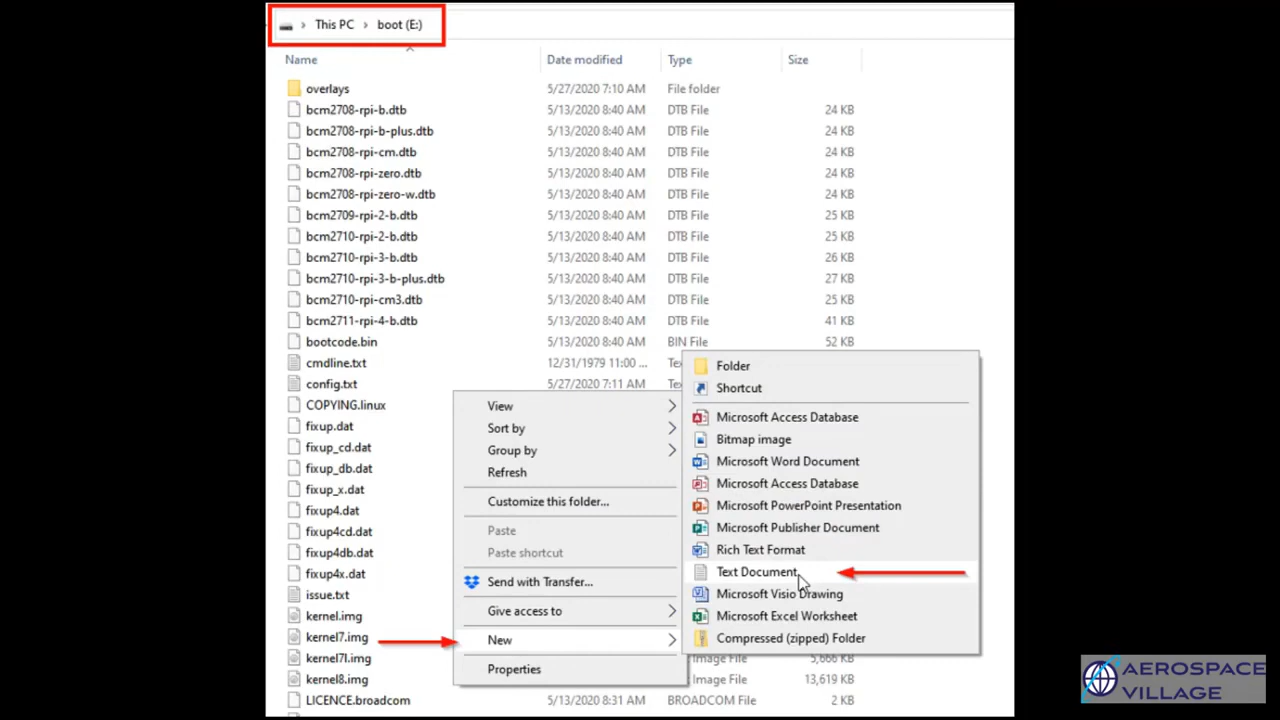 This PC > boot (E:)
Name Date modified Type Size
overlays 5/27/2020 7:10 AM File folder
bcm2708-rpi-b.dtb 5/13/2020 8:40 AM DTB File 24 KB
bcm2708-rpi-b-plus.dtb 5/13/2020 8:40 AM DTB File 24 KB
bcm2708-rpi-cm.dtb 5/13/2020 8:40 AM DTB File 24 KB
bcm2708-rpi-zero.dtb 5/13/2020 8:40 AM DTB File 24 KB
bcm2708-rpi-zero-w.dtb 5/13/2020 8:40 AM DTB File 24 KB
bcm2709-rpi-2-b.dtb 5/13/2020 8:40 AM DTB File 25 KB
bcm2710-rpi-2-b.dtb 5/13/2020 8:40 AM DTB File 25 KB
bcm2710-rpi-3-b.dtb 5/13/2020 8:40 AM DTB File 26 KB
bcm2710-rpi-3-b-plus.dtb 5/13/2020 8:40 AM DTB File 27 KB
bcm2710-rpi-cm3.dtb 5/13/2020 8:40 AM DTB File 25 KB
bcm2711-rpi-4-b.dtb 5/13/2020 8:40 AM DTB File 41 KB
bootcode.bin 5/13/2020 8:40 AM BIN File 52 KB
cmdline.txt 12/31/1979 11:00 ...
config.txt 5/27/2020 7:11 AM
COPYING.linux
fixup.dat
fixup_cd.dat
fixup_db.dat
fixup_x.dat
fixup4.dat
fixup4cd.dat
fixup4db.dat
fixup4x.dat
issue.txt
kernel.img
kernel7.img
kernel7l.img Image File 5,666 KB
kernel8.img Image File 13,619 KB
LICENCE.broadcom 5/13/2020 8:31 AM BROADCOM File 2 KB
View
Sort by
Group by
Refresh
Customize this folder...
Paste
Paste shortcut
Send with Transfer...
Give access to
New
Properties
Folder
Shortcut
Microsoft Access Database
Bitmap image
Microsoft Word Document
Microsoft Access Database
Microsoft PowerPoint Presentation
Microsoft Publisher Document
Rich Text Format
Text Document
Microsoft Visio Drawing
Microsoft Excel Worksheet
Compressed (zipped) Folder
AEROSPACE
VILLAGE